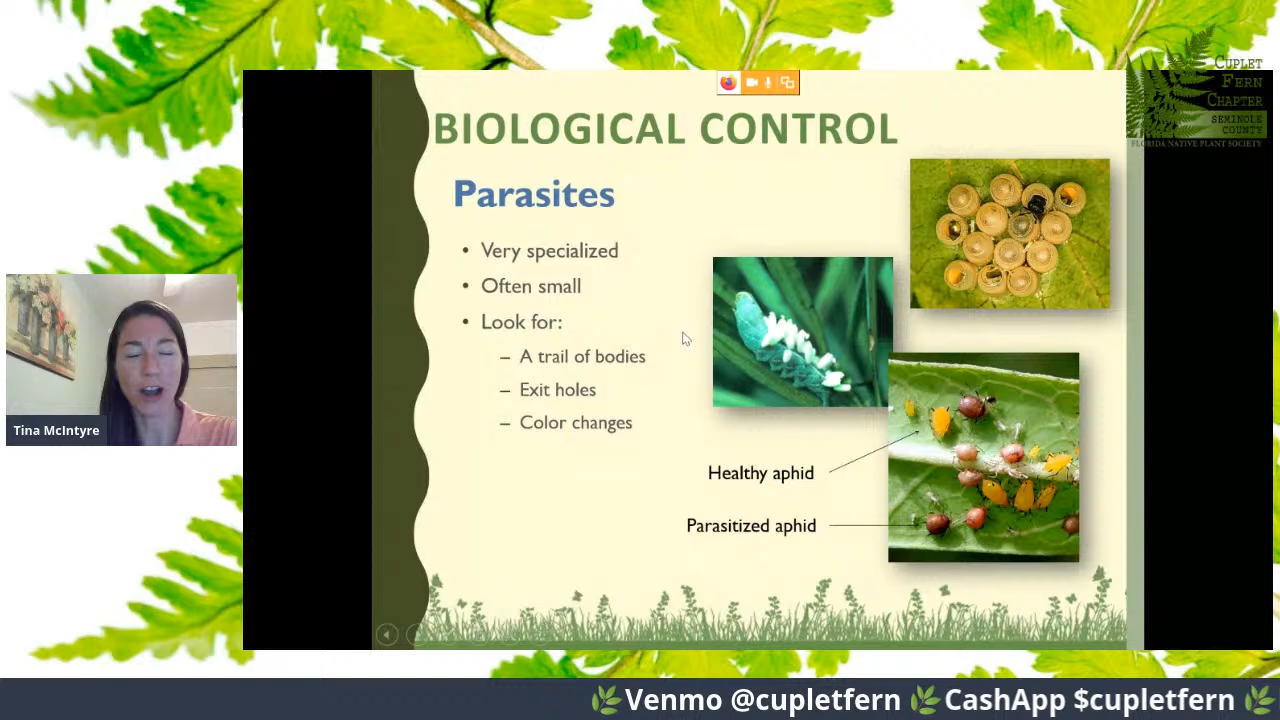 CUPLET
FERN
CHAPTER
SEMINOLE
COUNTY
FLORIDA NATIVE PLANT SOCIETY
BIOLOGICAL CONTROL
Parasites
• Very specialized
• Often small
• Look for:
– A trail of bodies
– Exit holes
– Color changes
Healthy aphid
Parasitized aphid
Tina McIntyre
Venmo @cupletfern CashApp $cupletfern